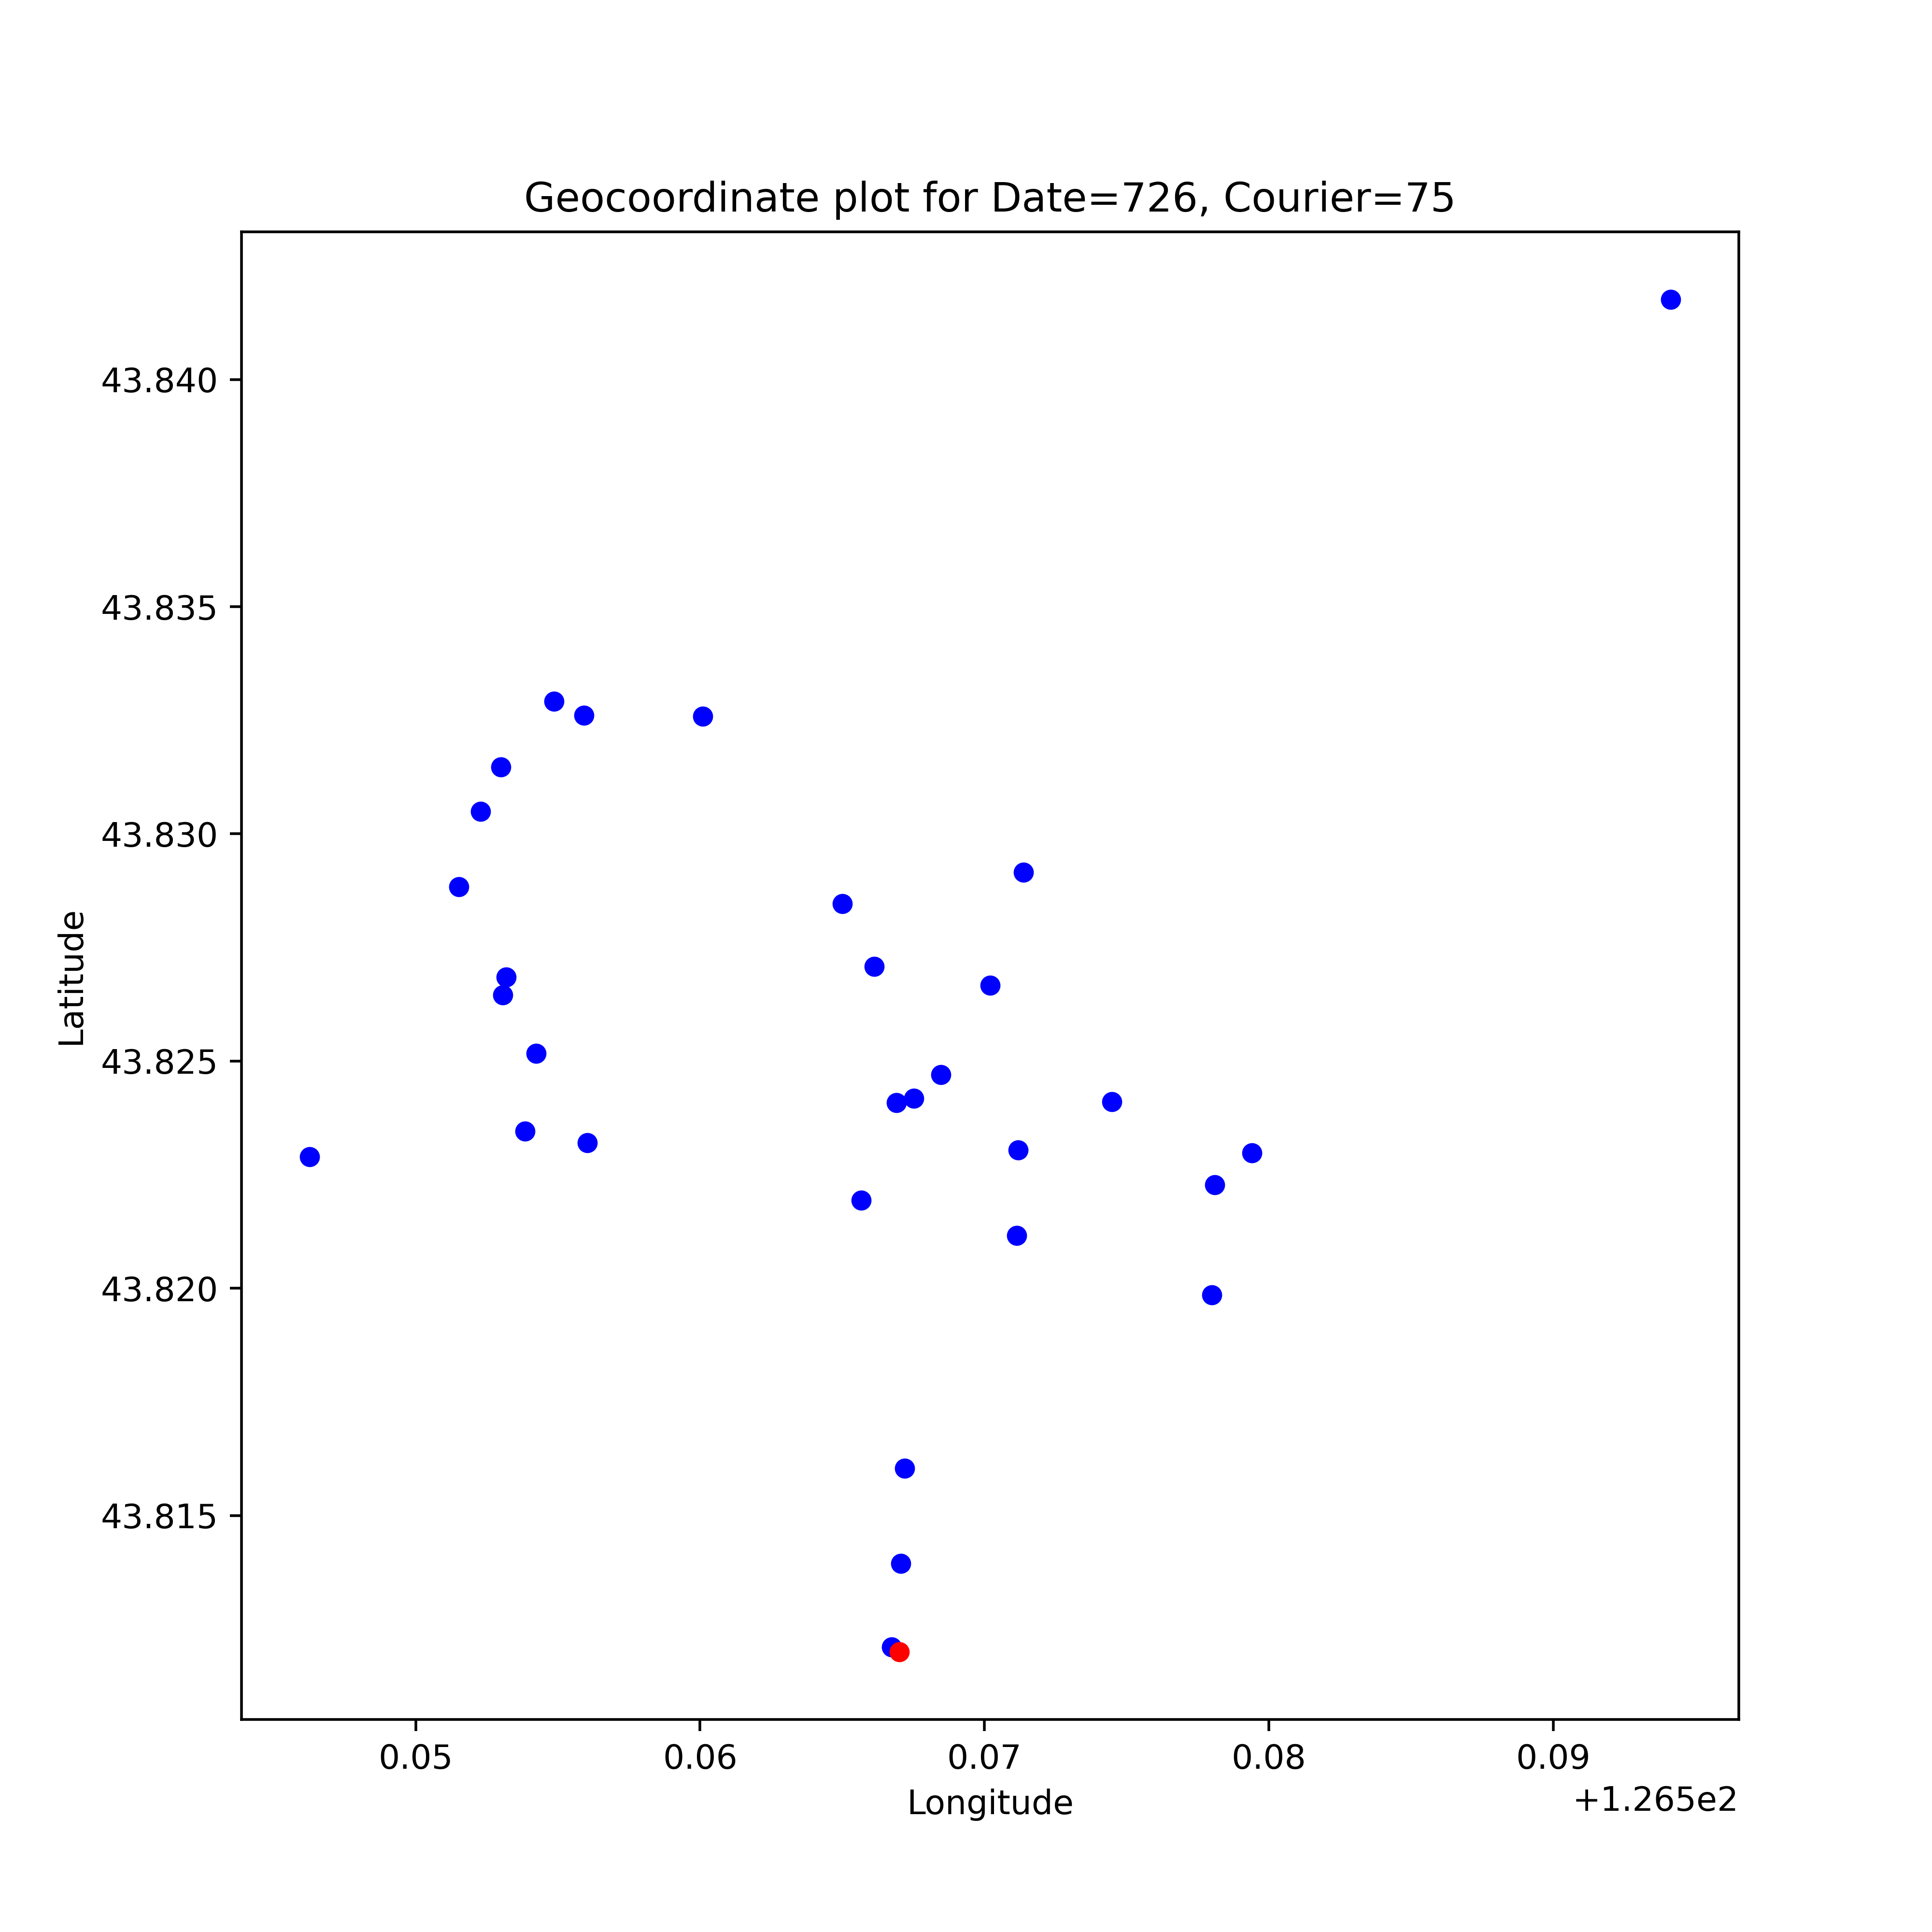 Geocoordinate plot for Date=726, Courier=75
43.840
43.835
43.830
43.825
43.820
43.815
Latitude
0.05 0.06 0.07 0.08 0.09
+1.265e2
Longitude